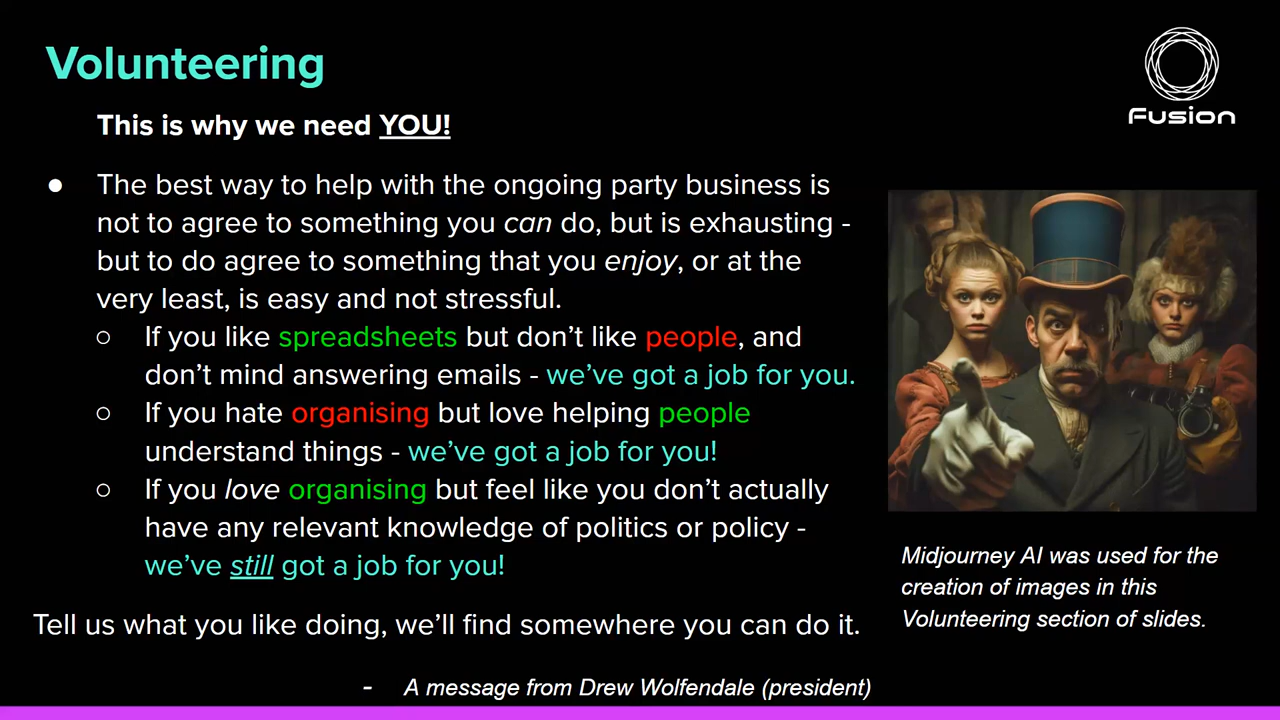 Volunteering
Fusion
This is why we need YOU!
● The best way to help with the ongoing party business is
not to agree to something you can do, but is exhausting -
but to do agree to something that you enjoy, or at the
very least, is easy and not stressful.
○ If you like spreadsheets but don’t like people, and
don’t mind answering emails - we’ve got a job for you.
○ If you hate organising but love helping people
understand things - we’ve got a job for you!
○ If you love organising but feel like you don’t actually
have any relevant knowledge of politics or policy -
we’ve still got a job for you!
Tell us what you like doing, we’ll find somewhere you can do it.
- A message from Drew Wolfendale (president)
Midjourney AI was used for the
creation of images in this
Volunteering section of slides.